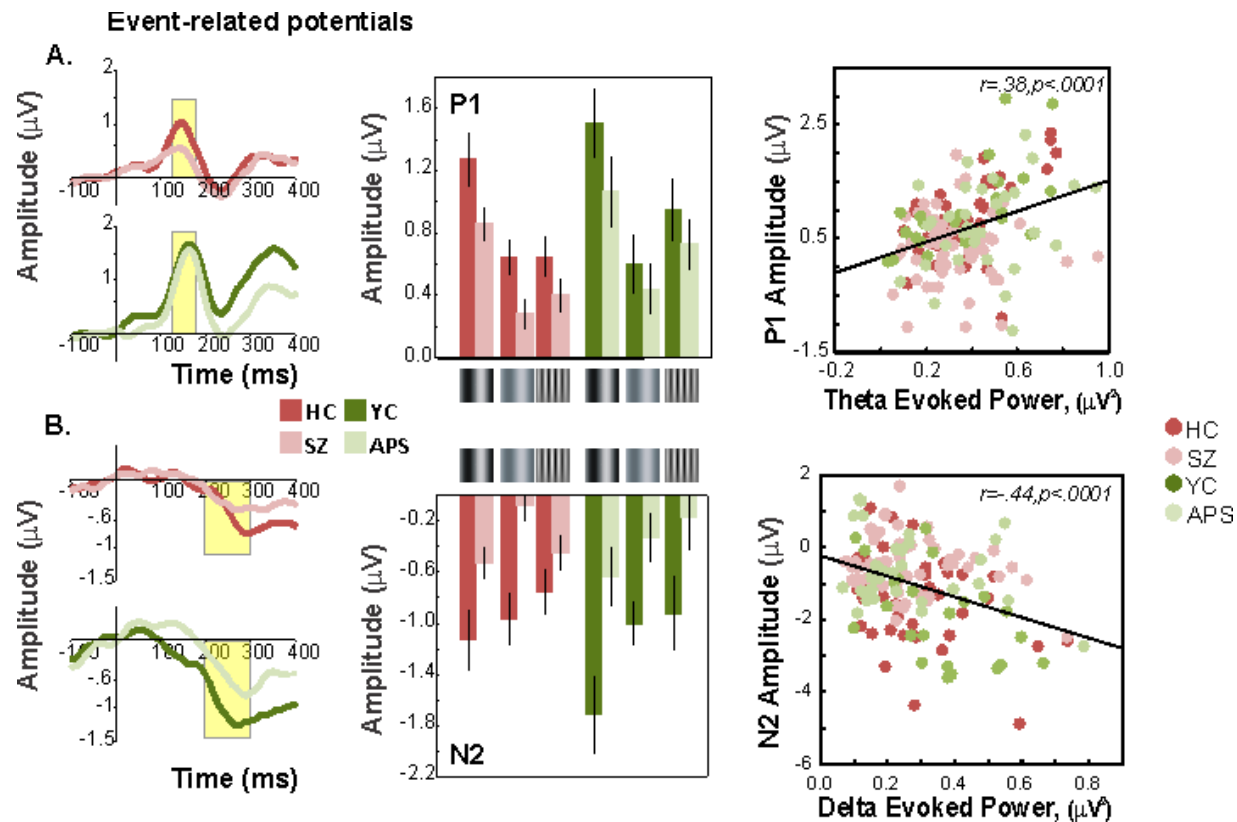 Event-related potentials
A.
Amplitude (μV)
2
1
-100 100 200 300 400
2
1
-100 100 200 300 400
Time (ms)
P1
Amplitude (μV)
1.6
1.2
0.8
0.4
0.0
r=.38,p<.0001
P1 Amplitude (μV)
2.5
0.5
-1.5
-0.2 0.2 0.6 1.0
Theta Evoked Power, (μV²)
HC YC
SZ APS
B.
Amplitude (μV)
-100 100 200 300 400
-.6
-1
-1.5
-100 100 200 300 400
-.6
-1
-1.5
Time (ms)
Amplitude (μV)
-0.2
-0.6
-1.0
-1.4
-1.8
-2.2
N2
r=-.44,p<.0001
N2 Amplitude (μV)
2
0
-2
-4
-6
0.0 0.2 0.4 0.6 0.8
Delta Evoked Power, (μV²)
HC
SZ
YC
APS